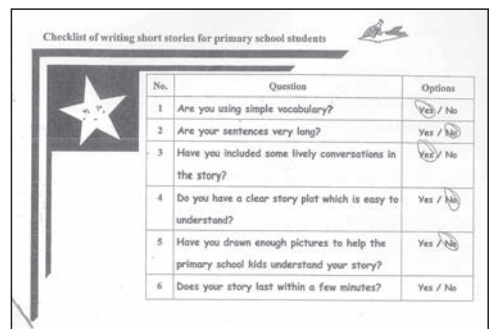 Checklist of writing short stories for primary school students
No. Question Options
1 Are you using simple vocabulary? Yes / No
2 Are your sentences very long? Yes / No
3 Have you included some lively conversations in Yes / No
the story?
4 Do you have a clear story plot which is easy to Yes / No
understand?
5 Have you drawn enough pictures to help the Yes / No
primary school kids understand your story?
6 Does your story last within a few minutes? Yes / No